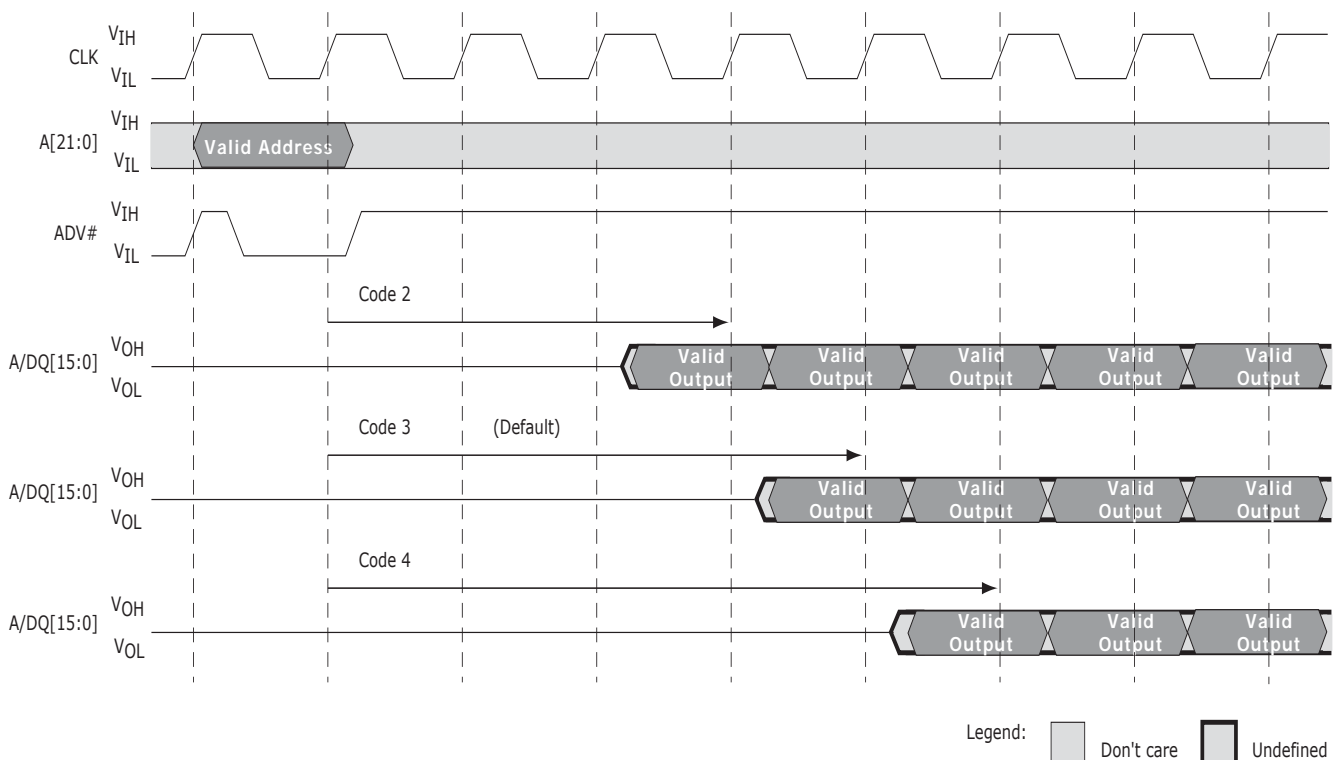 VIH
CLK
VIL
VIH
A[21:0]
Valid Address
VIL
VIH
ADV#
VIL
Code 2
VOH
A/DQ[15:0]
VOL
Valid Output
Valid Output
Valid Output
Valid Output
Valid Output
Code 3 (Default)
VOH
A/DQ[15:0]
VOL
Valid Output
Valid Output
Valid Output
Valid Output
Code 4
VOH
A/DQ[15:0]
VOL
Valid Output
Valid Output
Valid Output
Legend: Don't care Undefined